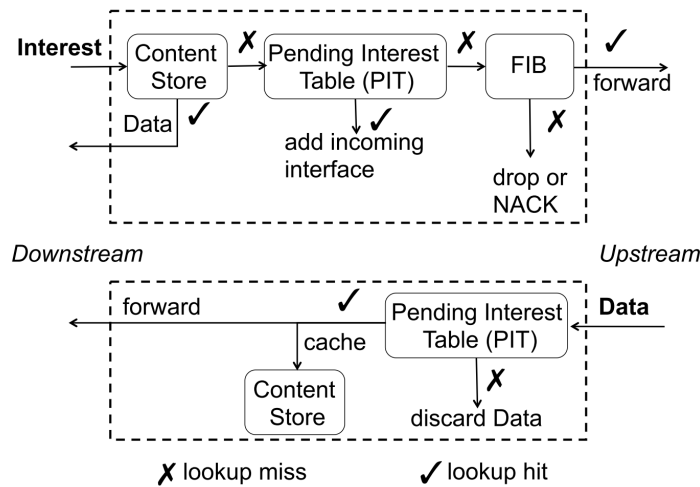 Interest
Content
Store
Pending Interest
Table (PIT)
FIB
forward
Data
add incoming
interface
drop or
NACK
Downstream
Upstream
forward
cache
Pending Interest
Table (PIT)
Data
Content
Store
discard Data
✗ lookup miss
✓ lookup hit